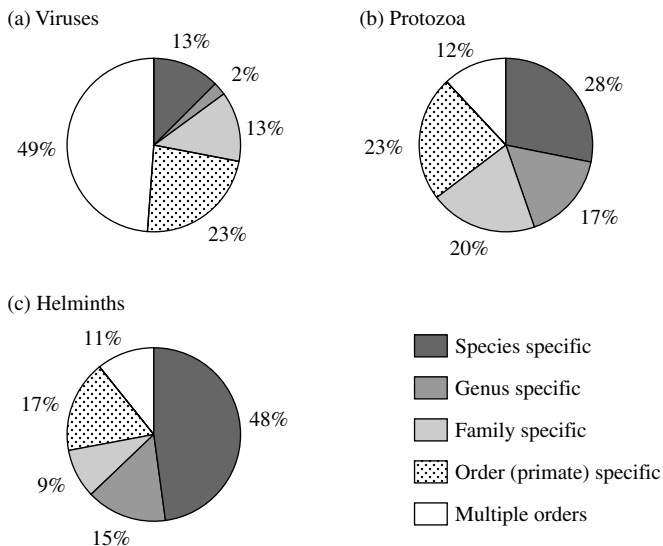 (a) Viruses
13%
2%
13%
23%
49%
(b) Protozoa
12%
28%
17%
20%
23%
(c) Helminths
11%
48%
15%
9%
17%
Species specific
Genus specific
Family specific
Order (primate) specific
Multiple orders